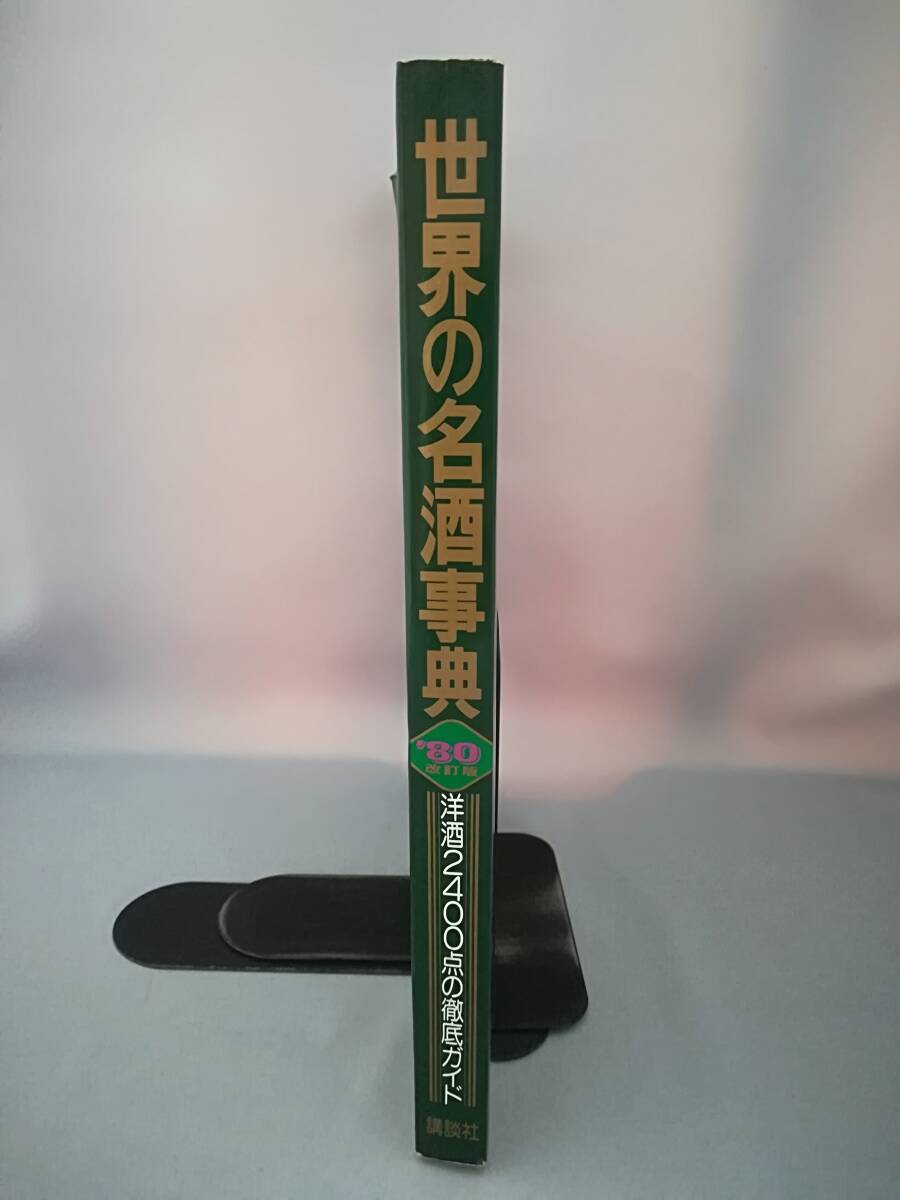 世界の名酒事典
'80
改訂版
洋酒2400点の徹底ガイド
講談社